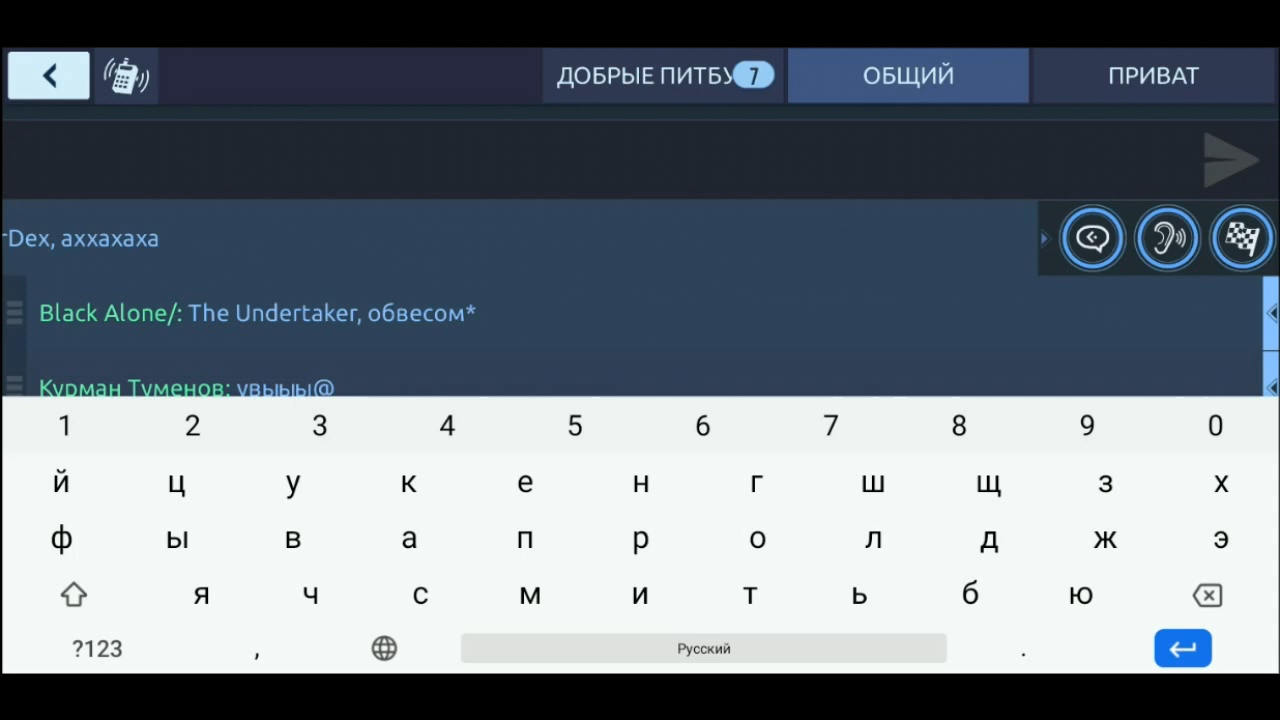 ДОБРЫЕ ПИТБУ 7 ОБЩИЙ ПРИВАТ
Dex, аххахаха
Black Alone/: The Undertaker, обвесом*
Курман Туменов: увыыы@
1 2 3 4 5 6 7 8 9 0
й ц у к е н г ш щ з х
ф ы в а п р о л д ж э
я ч с м и т ь б ю
?123 , Русский .